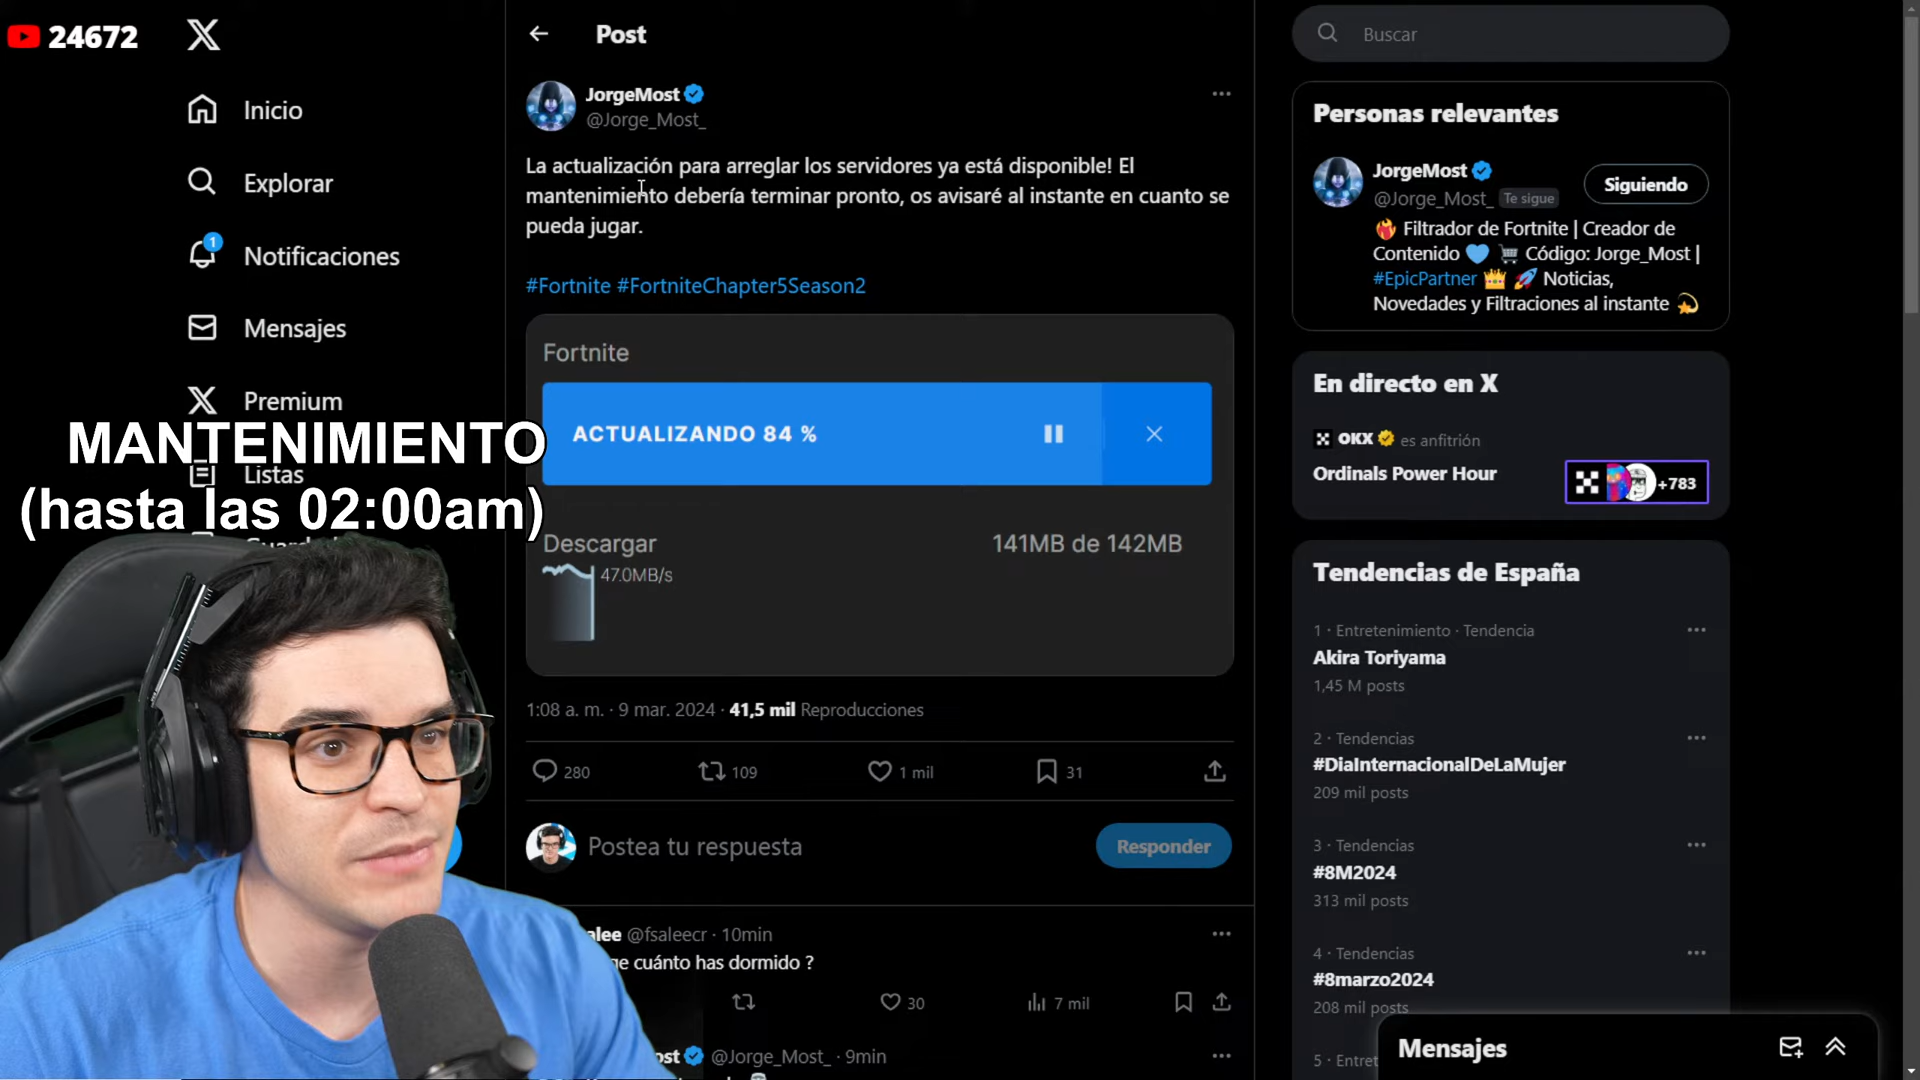 24672
Inicio
Explorar
1
Notificaciones
Mensajes
Premium
Listas
MANTENIMIENTO
(hasta las 02:00am)
Post
JorgeMost
@Jorge_Most_
La actualización para arreglar los servidores ya está disponible! El
mantenimiento debería terminar pronto, os avisaré al instante en cuanto se
pueda jugar.
#Fortnite #FortniteChapter5Season2
Fortnite
ACTUALIZANDO 84 %
Descargar
141MB de 142MB
47.0MB/s
1:08 a. m. · 9 mar. 2024 · 41,5 mil Reproducciones
280
109
1 mil
31
Postea tu respuesta
Responder
@fsaleecr · 10min
cuánto has dormido ?
30
7 mil
@Jorge_Most_ · 9min
Buscar
Personas relevantes
JorgeMost
@Jorge_Most_ Te sigue
Siguiendo
Filtrador de Fortnite | Creador de
Contenido 💙 🛒 Código: Jorge_Most |
#EpicPartner 👑 🚀 Noticias,
Novedades y Filtraciones al instante 💫
En directo en X
OKX es anfitrión
Ordinals Power Hour
+783
Tendencias de España
1 · Entretenimiento · Tendencia
Akira Toriyama
1,45 M posts
2 · Tendencias
#DiaInternacionalDeLaMujer
209 mil posts
3 · Tendencias
#8M2024
313 mil posts
4 · Tendencias
#8marzo2024
208 mil posts
5 · Entret
Mensajes